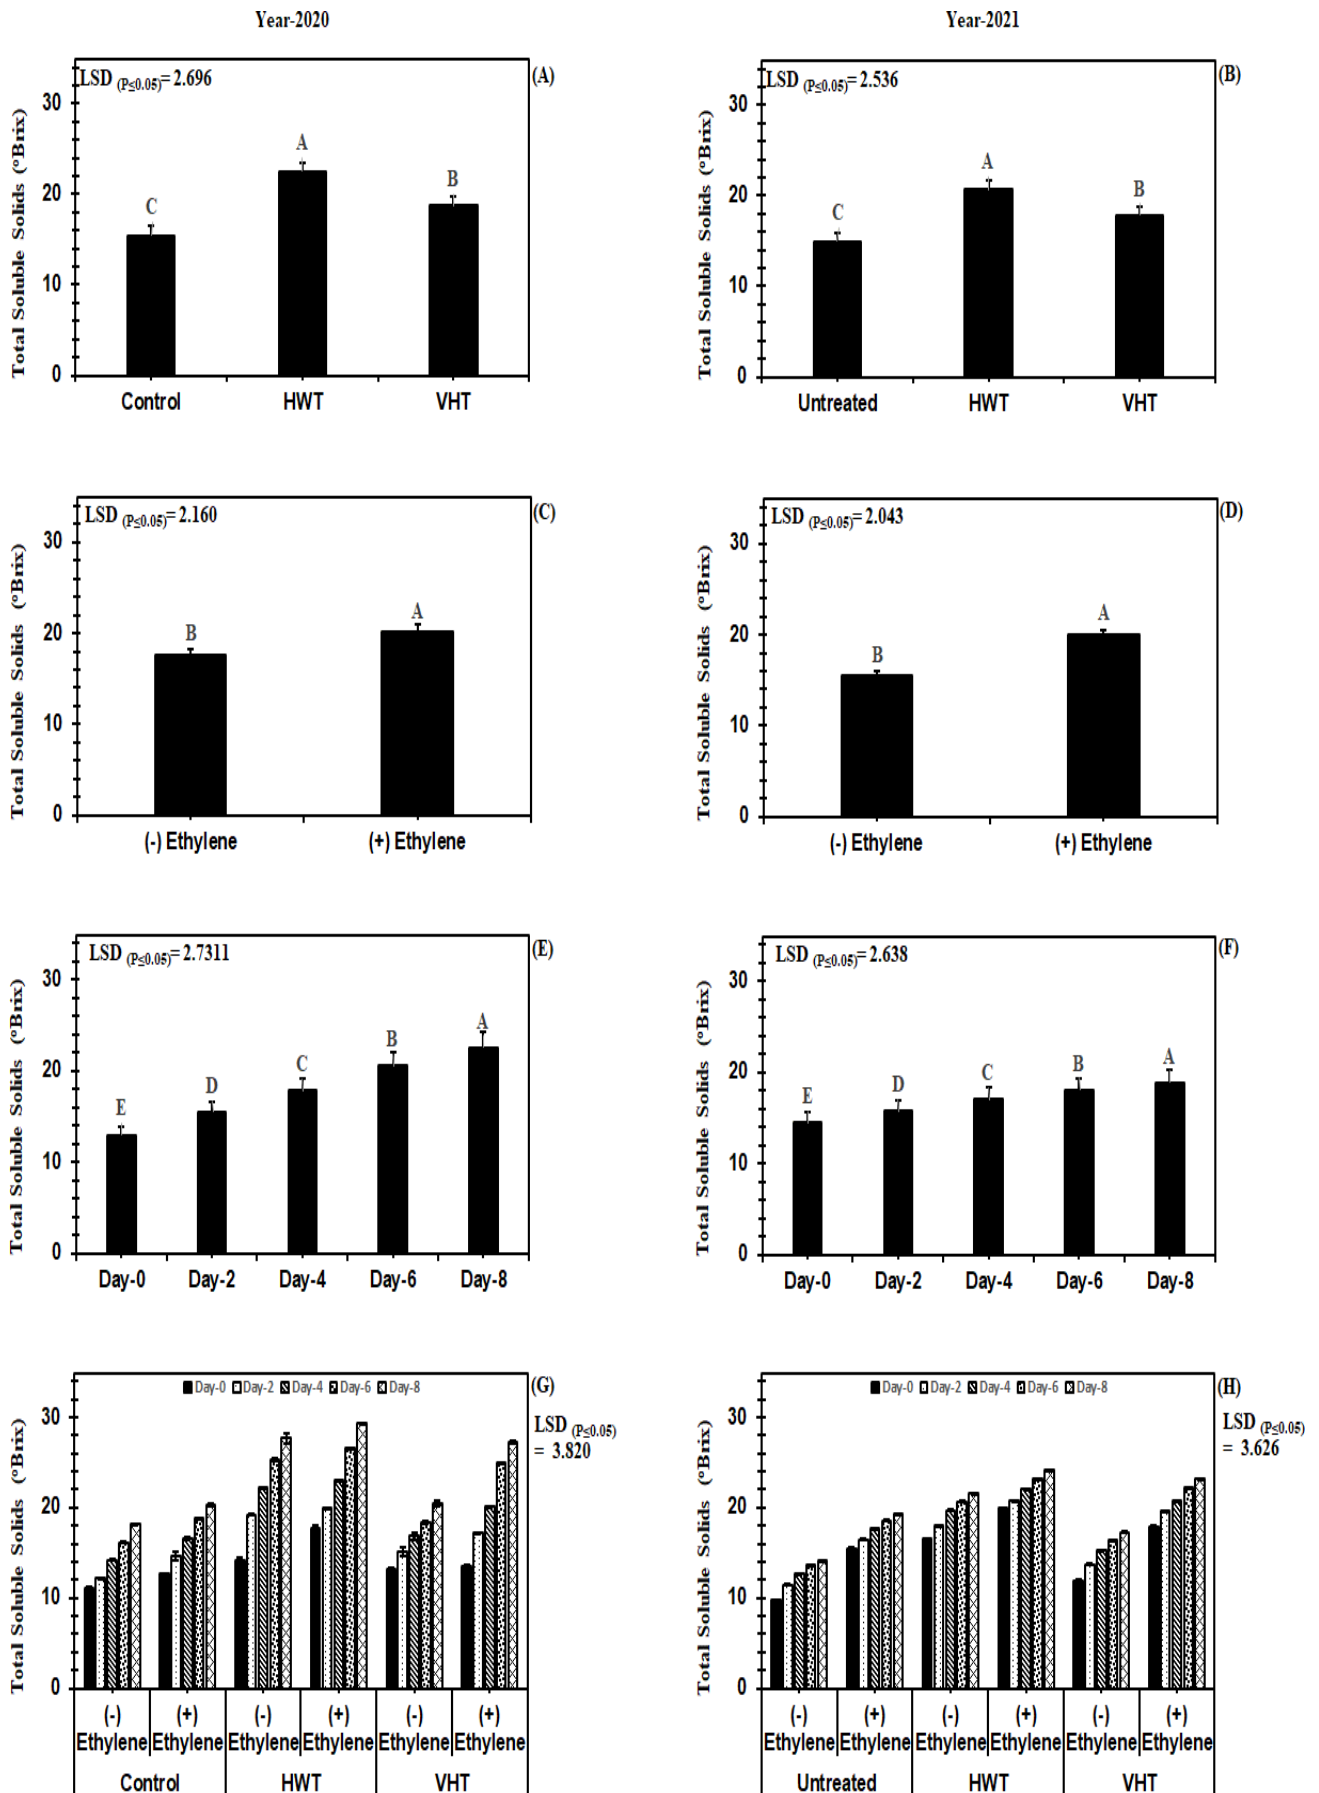 Year-2020
Year-2021
LSD (P≤0.05)= 2.696
(A)
Total Soluble Solids (°Brix)
30
20
10
0
C
A
B
Control
HWT
VHT
LSD (P≤0.05)= 2.536
(B)
Total Soluble Solids (°Brix)
30
20
10
0
C
A
B
Untreated
HWT
VHT
LSD (P≤0.05)= 2.160
(C)
Total Soluble Solids (°Brix)
30
20
10
0
B
A
(-) Ethylene
(+) Ethylene
LSD (P≤0.05)= 2.043
(D)
Total Soluble Solids (°Brix)
30
20
10
0
B
A
(-) Ethylene
(+) Ethylene
LSD (P≤0.05)= 2.7311
(E)
Total Soluble Solids (°Brix)
30
20
10
0
E
D
C
B
A
Day-0
Day-2
Day-4
Day-6
Day-8
LSD (P≤0.05)= 2.638
(F)
Total Soluble Solids (°Brix)
30
20
10
0
E
D
C
B
A
Day-0
Day-2
Day-4
Day-6
Day-8
Day-0 Day-2 Day-4 Day-6 Day-8
(G)
LSD (P≤0.05)
= 3.820
Total Soluble Solids (°Brix)
30
20
10
0
(-) (+) (-) (+) (-) (+)
Ethylene Ethylene Ethylene Ethylene Ethylene Ethylene
Control HWT VHT
Day-0 Day-2 Day-4 Day-6 Day-8
(H)
LSD (P≤0.05)
= 3.626
Total Soluble Solids (°Brix)
30
20
10
0
(-) (+) (-) (+) (-) (+)
Ethylene Ethylene Ethylene Ethylene Ethylene Ethylene
Untreated HWT VHT